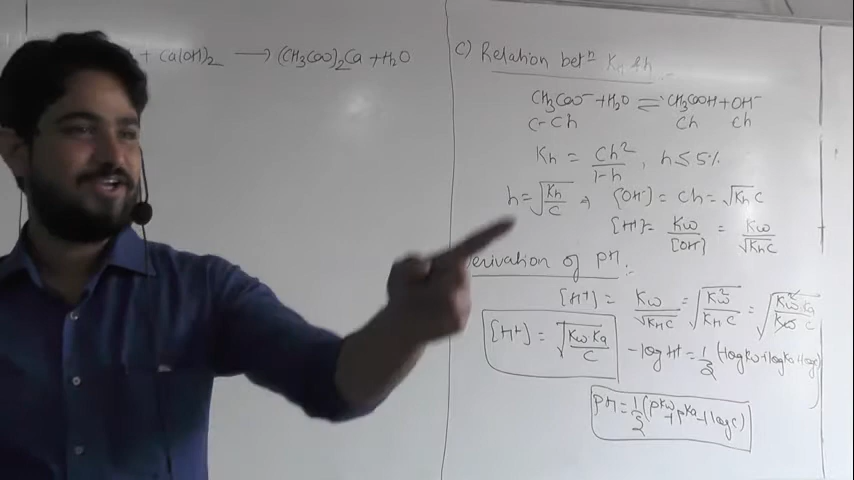 + Ca(OH)2 → (CH3COO)2Ca + H2O
C) Relation betn Kh & h
CH3COO- + H2O ⇌ CH3COOH + OH-
C-Ch Ch Ch
Kh = Ch2/1-h , h ≤ 5%
h = √Kh/C ⇒ [OH-] = Ch = √KhC
[H+] = Kw/[OH-] = Kw/√KhC
Derivation of PH :-
[H+] = Kw/√KHC = √Kw2/KHC = √Kw2Ka/KwC
[H+] = √KwKa/C
-log H+ = 1/2 (-logKw + logKa + logC)
PH = 1/2 (PKw + PKa + logC)